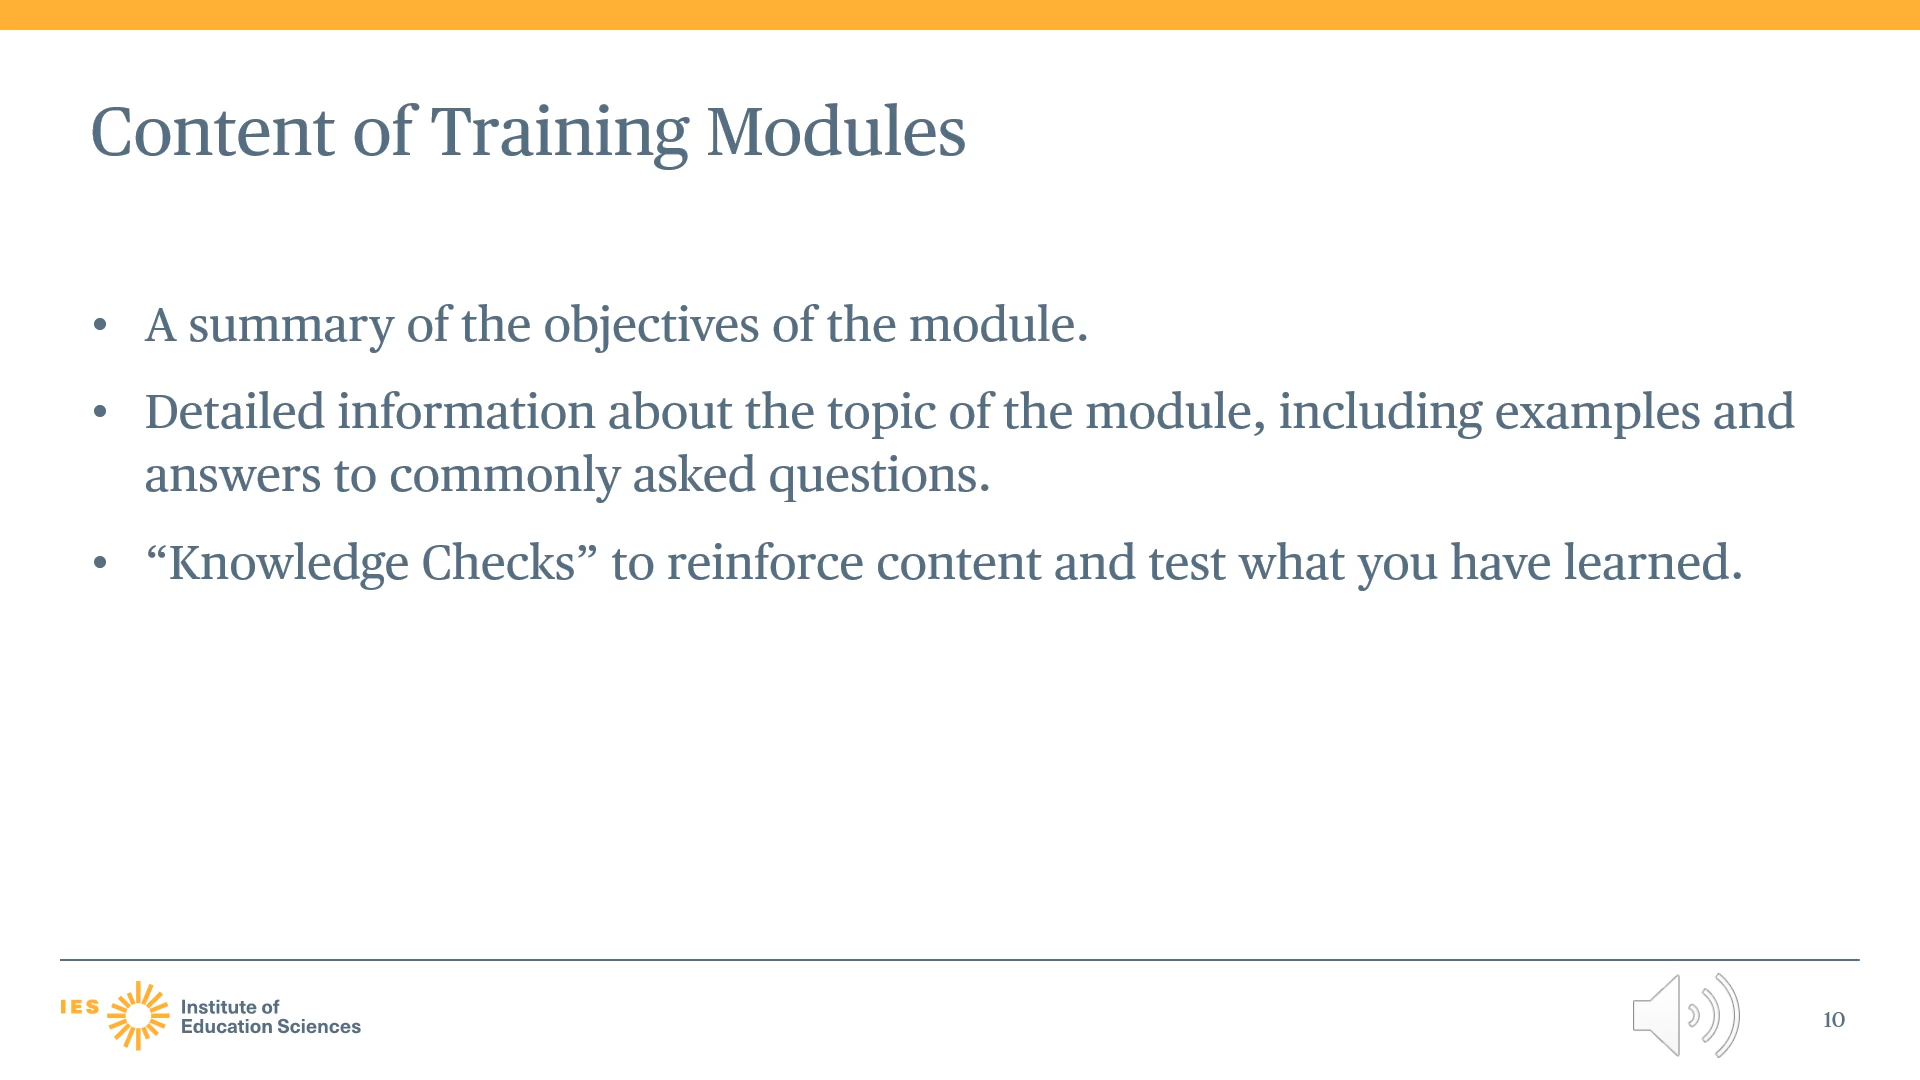 Content of Training Modules
• A summary of the objectives of the module.
• Detailed information about the topic of the module, including examples and
answers to commonly asked questions.
• “Knowledge Checks” to reinforce content and test what you have learned.
IES
Institute of
Education Sciences
10